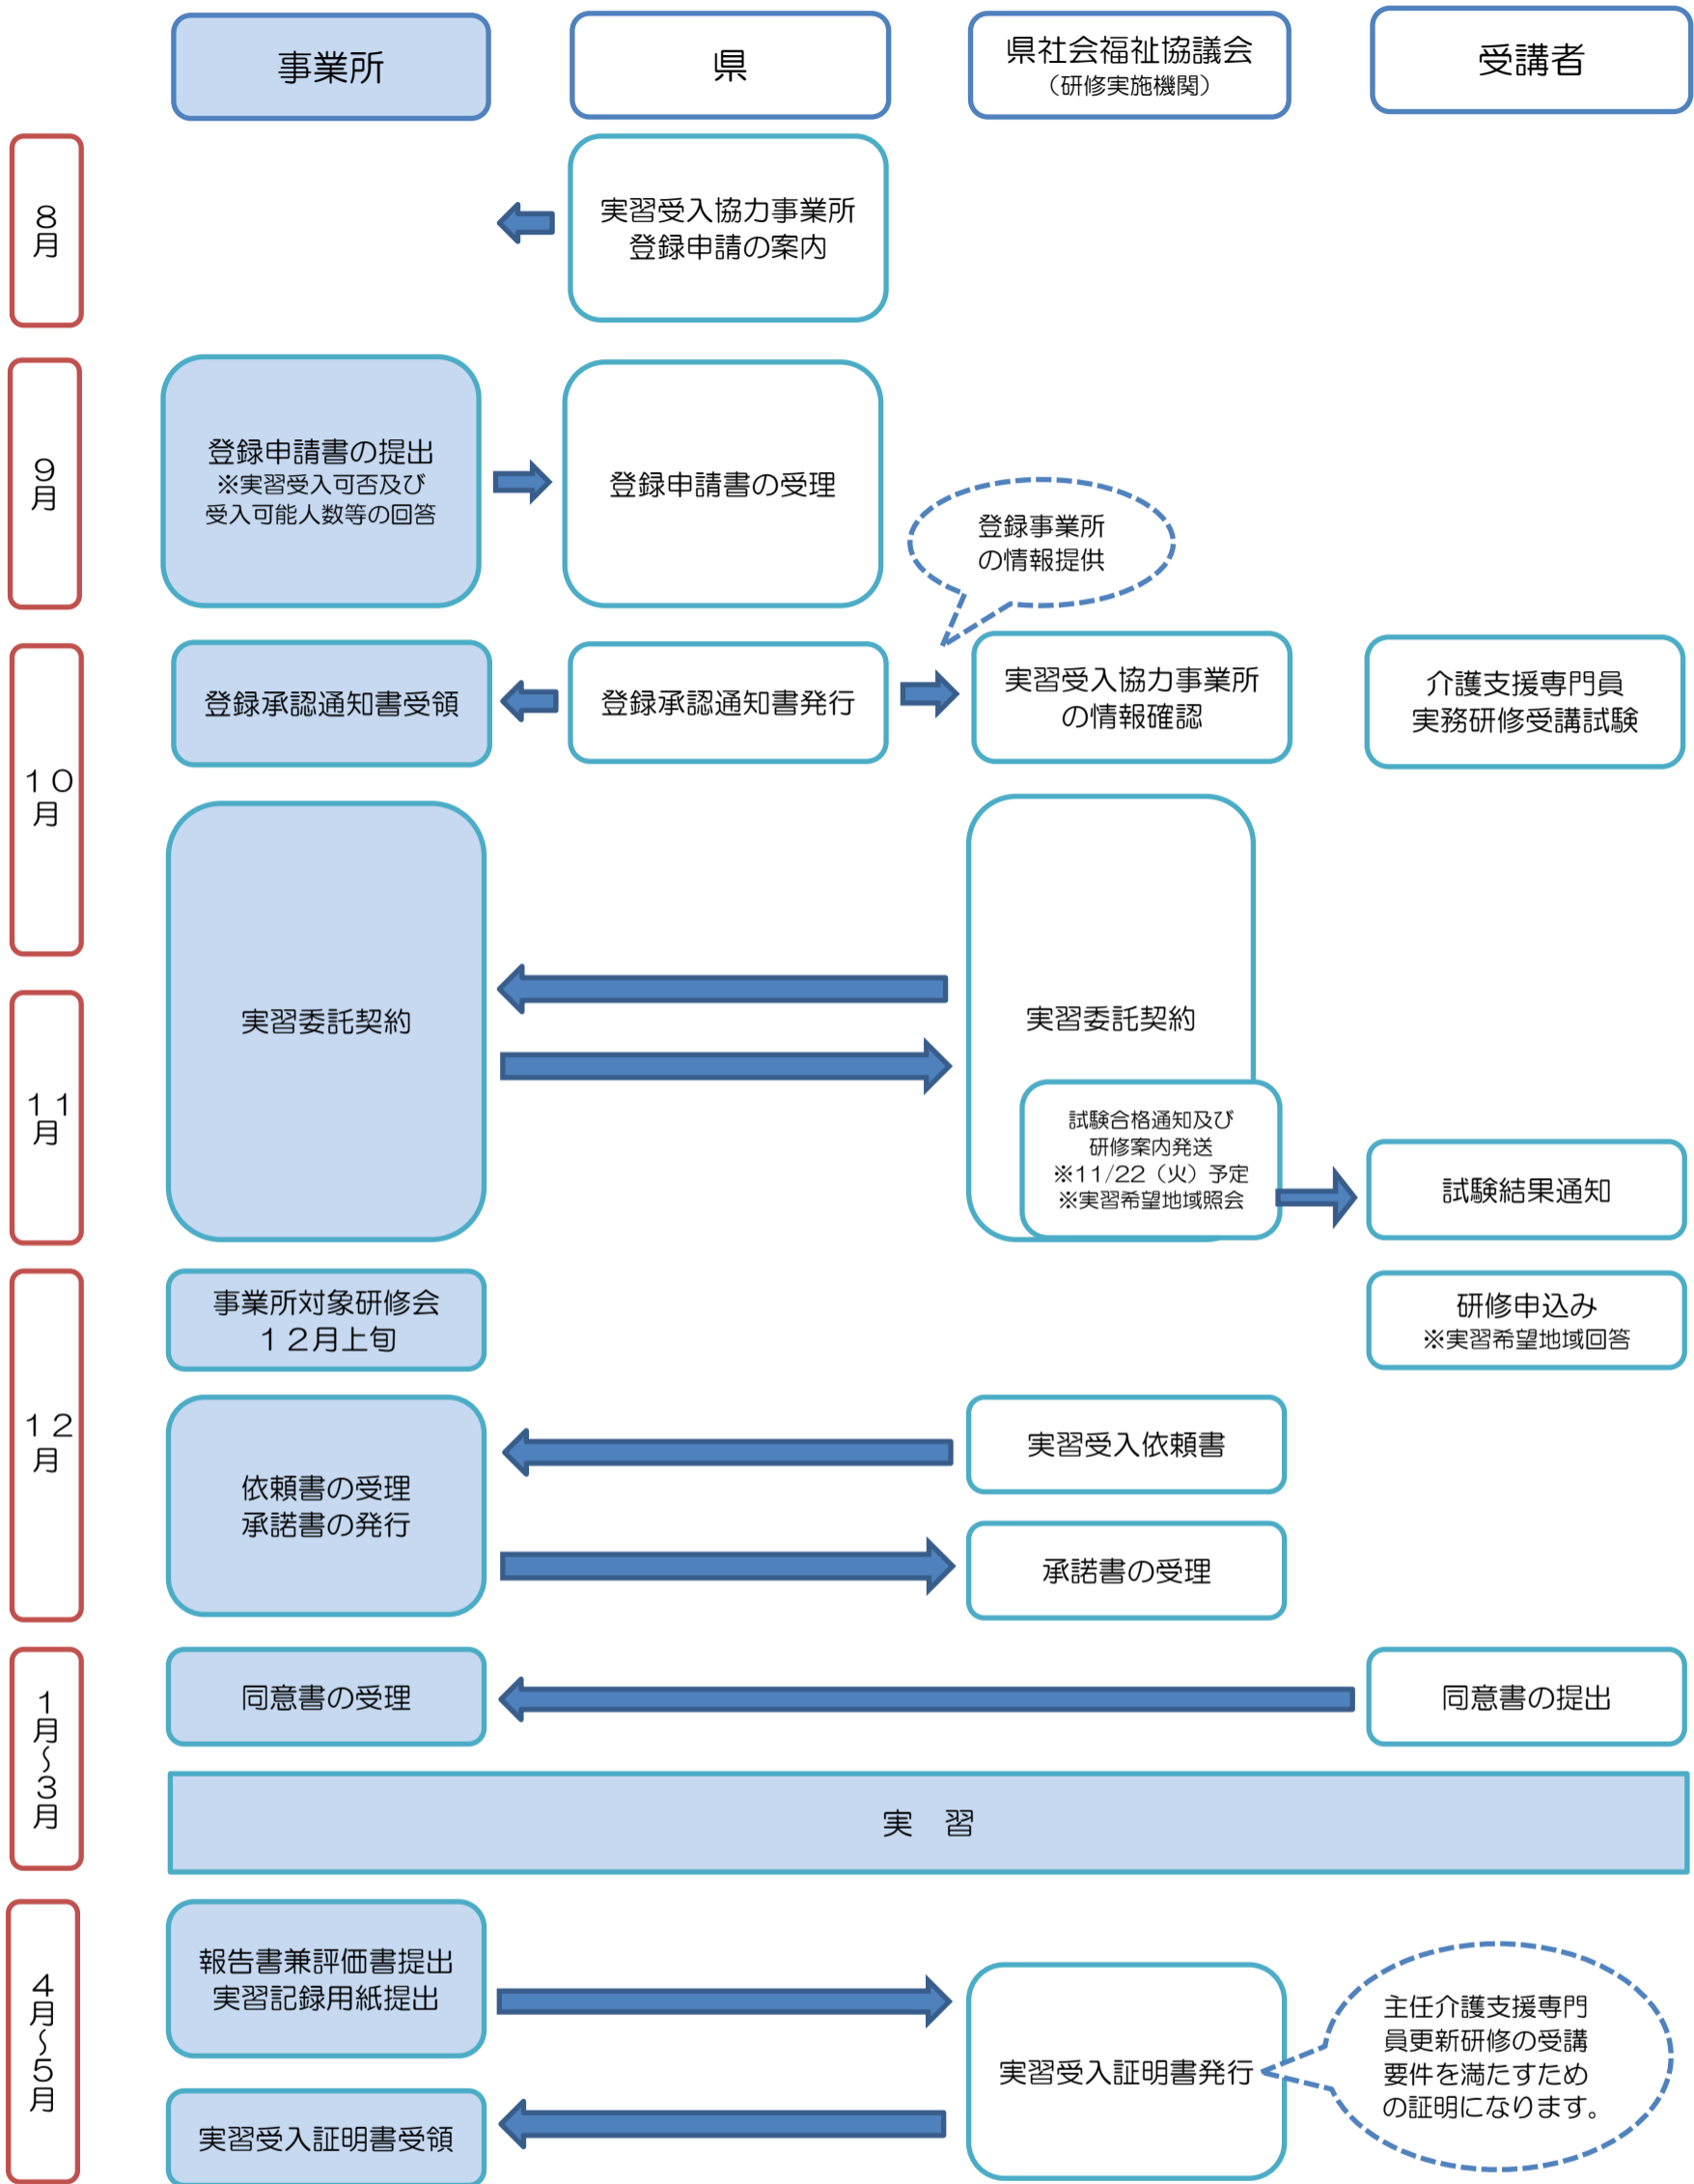 事業所
県
県社会福祉協議会
（研修実施機関）
受講者
８月
実習受入協力事業所
登録申請の案内
９月
登録申請書の提出
※実習受入可否及び
受入可能人数等の回答
登録申請書の受理
登録事業所
の情報提供
１０月
登録承認通知書受領
登録承認通知書発行
実習受入協力事業所
の情報確認
介護支援専門員
実務研修受講試験
１１月
実習委託契約
実習委託契約
試験合格通知及び
研修案内発送
※11/22（火）予定
※実習希望地域照会
試験結果通知
１２月
事業所対象研修会
１２月上旬
研修申込み
※実習希望地域回答
依頼書の受理
承諾書の発行
実習受入依頼書
承諾書の受理
１月～３月
同意書の受理
同意書の提出
実　習
４月～５月
報告書兼評価書提出
実習記録用紙提出
実習受入証明書発行
主任介護支援専門
員更新研修の受講
要件を満たすため
の証明になります。
実習受入証明書受領